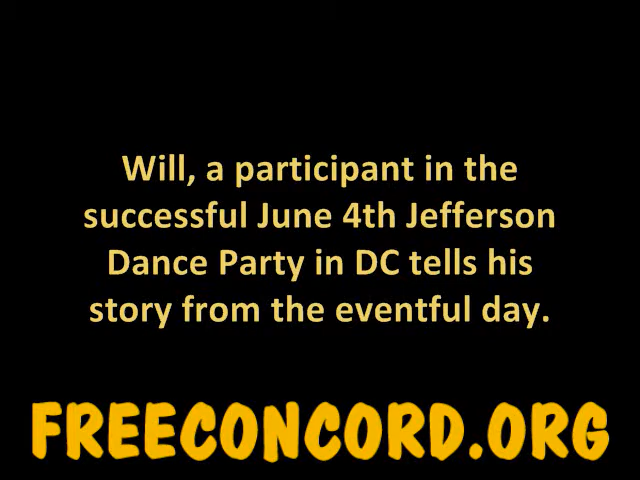 Will, a participant in the
successful June 4th Jefferson
Dance Party in DC tells his
story from the eventful day.
FREECONCORD.ORG